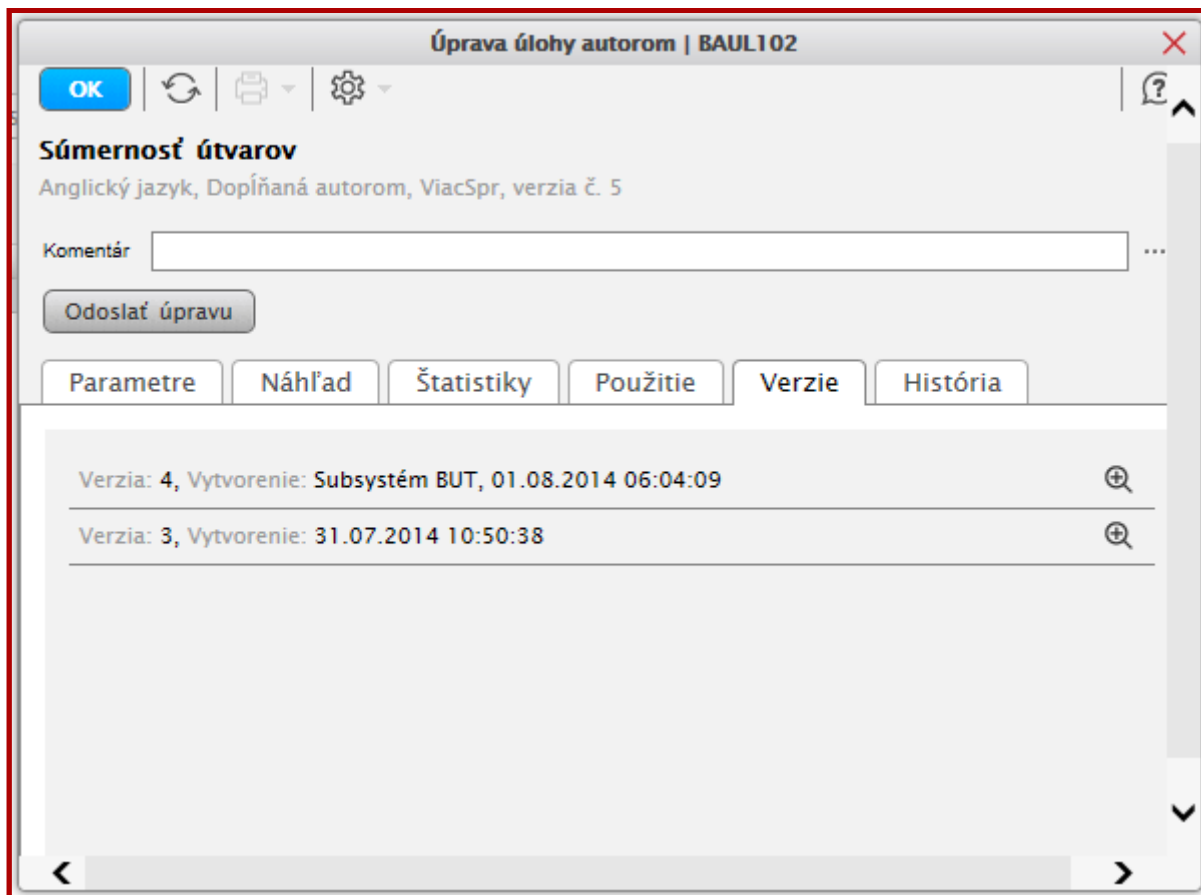 Úprava úlohy autorom | BAUL102
OK
Súmernosť útvarov
Anglický jazyk, Dopĺňaná autorom, ViacSpr, verzia č. 5
Komentár
Odoslať úpravu
Parametre Náhľad Štatistiky Použitie Verzie História
Verzia: 4, Vytvorenie: Subsystém BUT, 01.08.2014 06:04:09
Verzia: 3, Vytvorenie: 31.07.2014 10:50:38